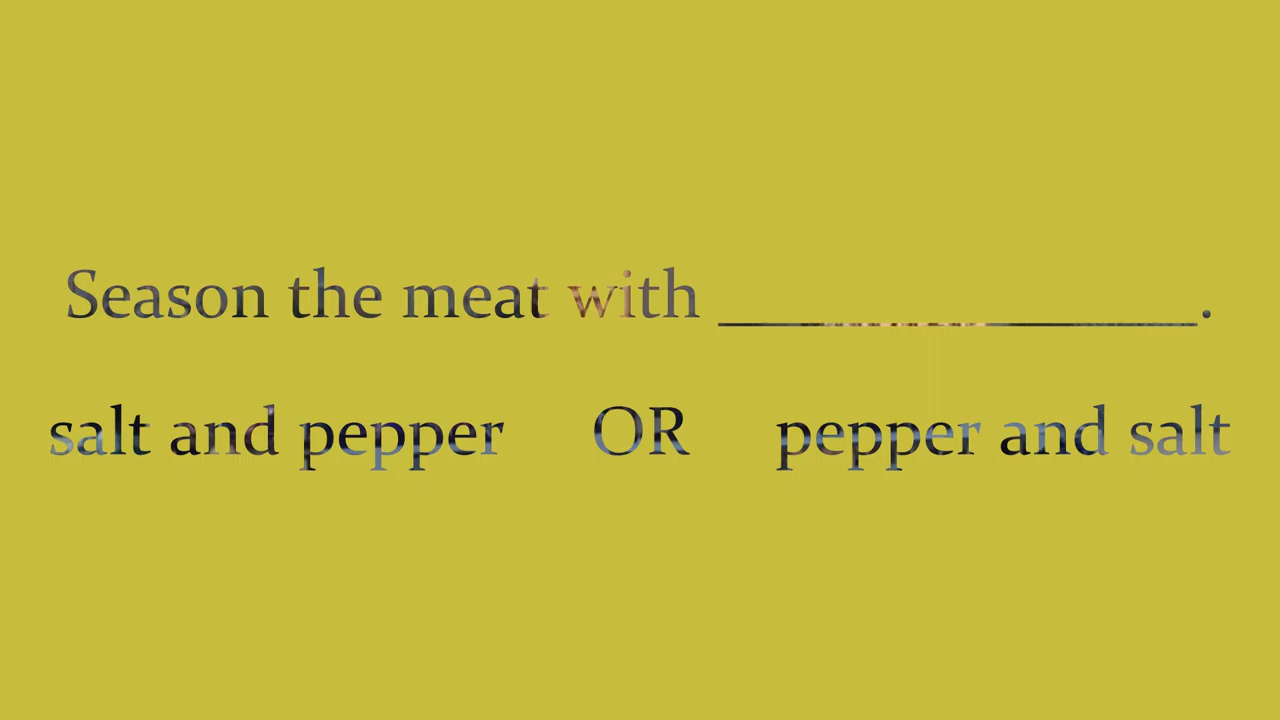 Season the meat with _______________.
salt and pepper OR pepper and salt